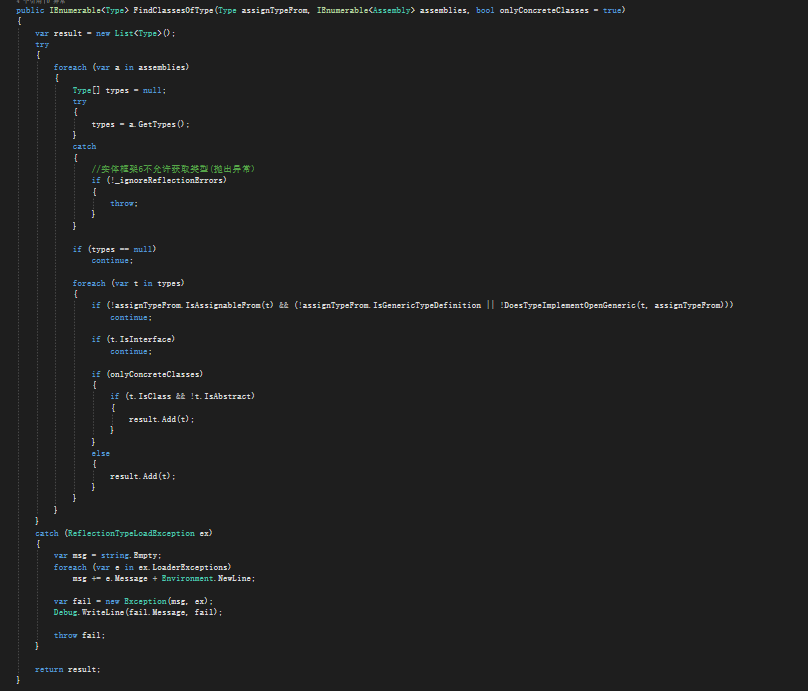 public IEnumerable<Type> FindClassesOfType(Type assignTypeFrom, IEnumerable<Assembly> assemblies, bool onlyConcreteClasses = true)
{
var result = new List<Type>();
try
{
foreach (var a in assemblies)
{
Type[] types = null;
try
{
types = a.GetTypes();
}
catch
{
//实体框架6不允许获取类型(抛出异常)
if (!_ignoreReflectionErrors)
{
throw;
}
}
if (types == null)
continue;
foreach (var t in types)
{
if (!assignTypeFrom.IsAssignableFrom(t) && (!assignTypeFrom.IsGenericTypeDefinition || !DoesTypeImplementOpenGeneric(t, assignTypeFrom)))
continue;
if (t.IsInterface)
continue;
if (onlyConcreteClasses)
{
if (t.IsClass && !t.IsAbstract)
{
result.Add(t);
}
}
else
{
result.Add(t);
}
}
}
}
catch (ReflectionTypeLoadException ex)
{
var msg = string.Empty;
foreach (var e in ex.LoaderExceptions)
msg += e.Message + Environment.NewLine;
var fail = new Exception(msg, ex);
Debug.WriteLine(fail.Message, fail);
throw fail;
}
return result;
}